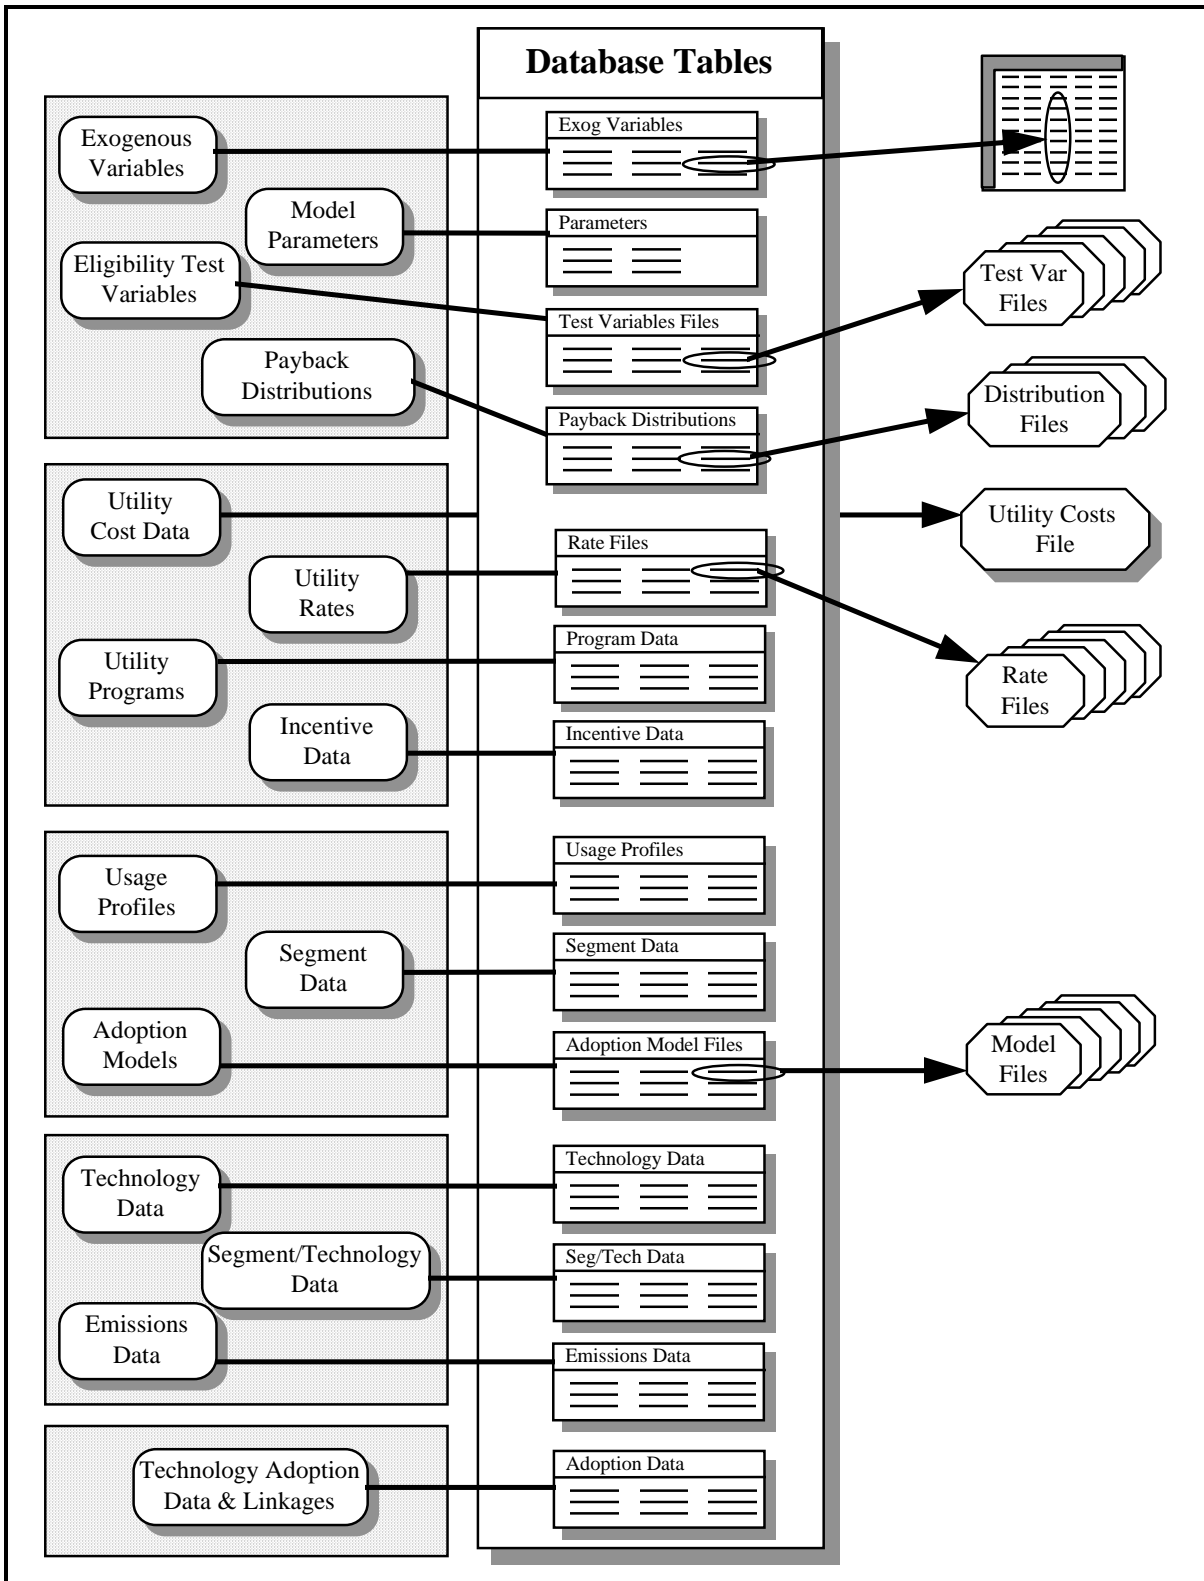 Database Tables
Exogenous
Variables
Model
Parameters
Eligibility Test
Variables
Payback
Distributions
Exog Variables
Parameters
Test Variables Files
Payback Distributions
Test Var
Files
Distribution
Files
Utility
Cost Data
Utility
Rates
Utility
Programs
Incentive
Data
Rate Files
Program Data
Incentive Data
Utility Costs
File
Rate
Files
Usage
Profiles
Segment
Data
Adoption
Models
Usage Profiles
Segment Data
Adoption Model Files
Model
Files
Technology
Data
Segment/Technology
Data
Emissions
Data
Technology Data
Seg/Tech Data
Emissions Data
Technology Adoption
Data & Linkages
Adoption Data